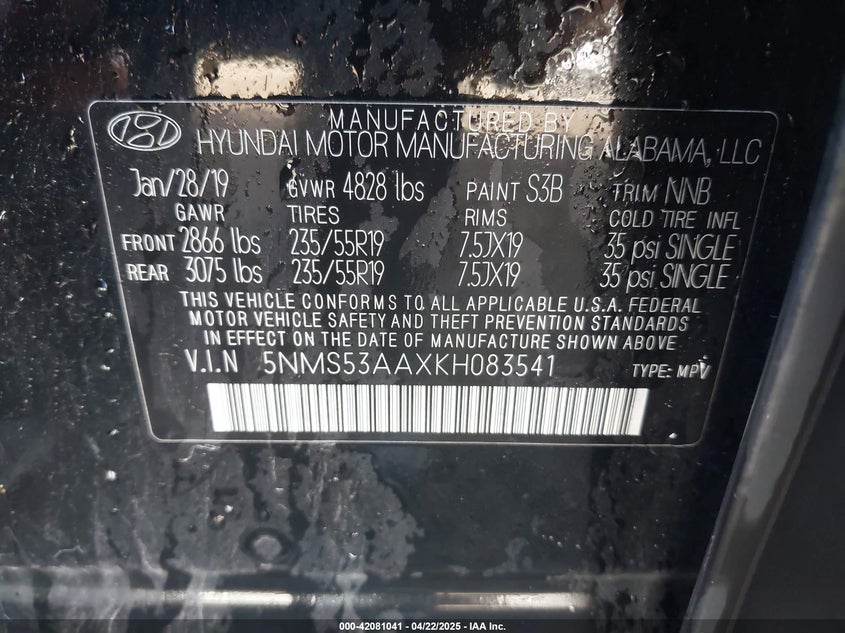 MANUFACTURED BY
HYUNDAI MOTOR MANUFACTURING ALABAMA, LLC
Jan/28/19 GVWR 4828 lbs PAINT S3B TRIM NNB
GAWR TIRES RIMS COLD TIRE INFL
FRONT 2866 lbs 235/55R19 7.5JX19 35 psi SINGLE
REAR 3075 lbs 235/55R19 7.5JX19 35 psi SINGLE
THIS VEHICLE CONFORMS TO ALL APPLICABLE U.S.A. FEDERAL
MOTOR VEHICLE SAFETY AND THEFT PREVENTION STANDARDS
IN EFFECT ON THE DATE OF MANUFACTURE SHOWN ABOVE
V.I.N 5NMS53AAXKH083541 TYPE: MPV
000-42081041 - 04/22/2025 - IAA Inc.